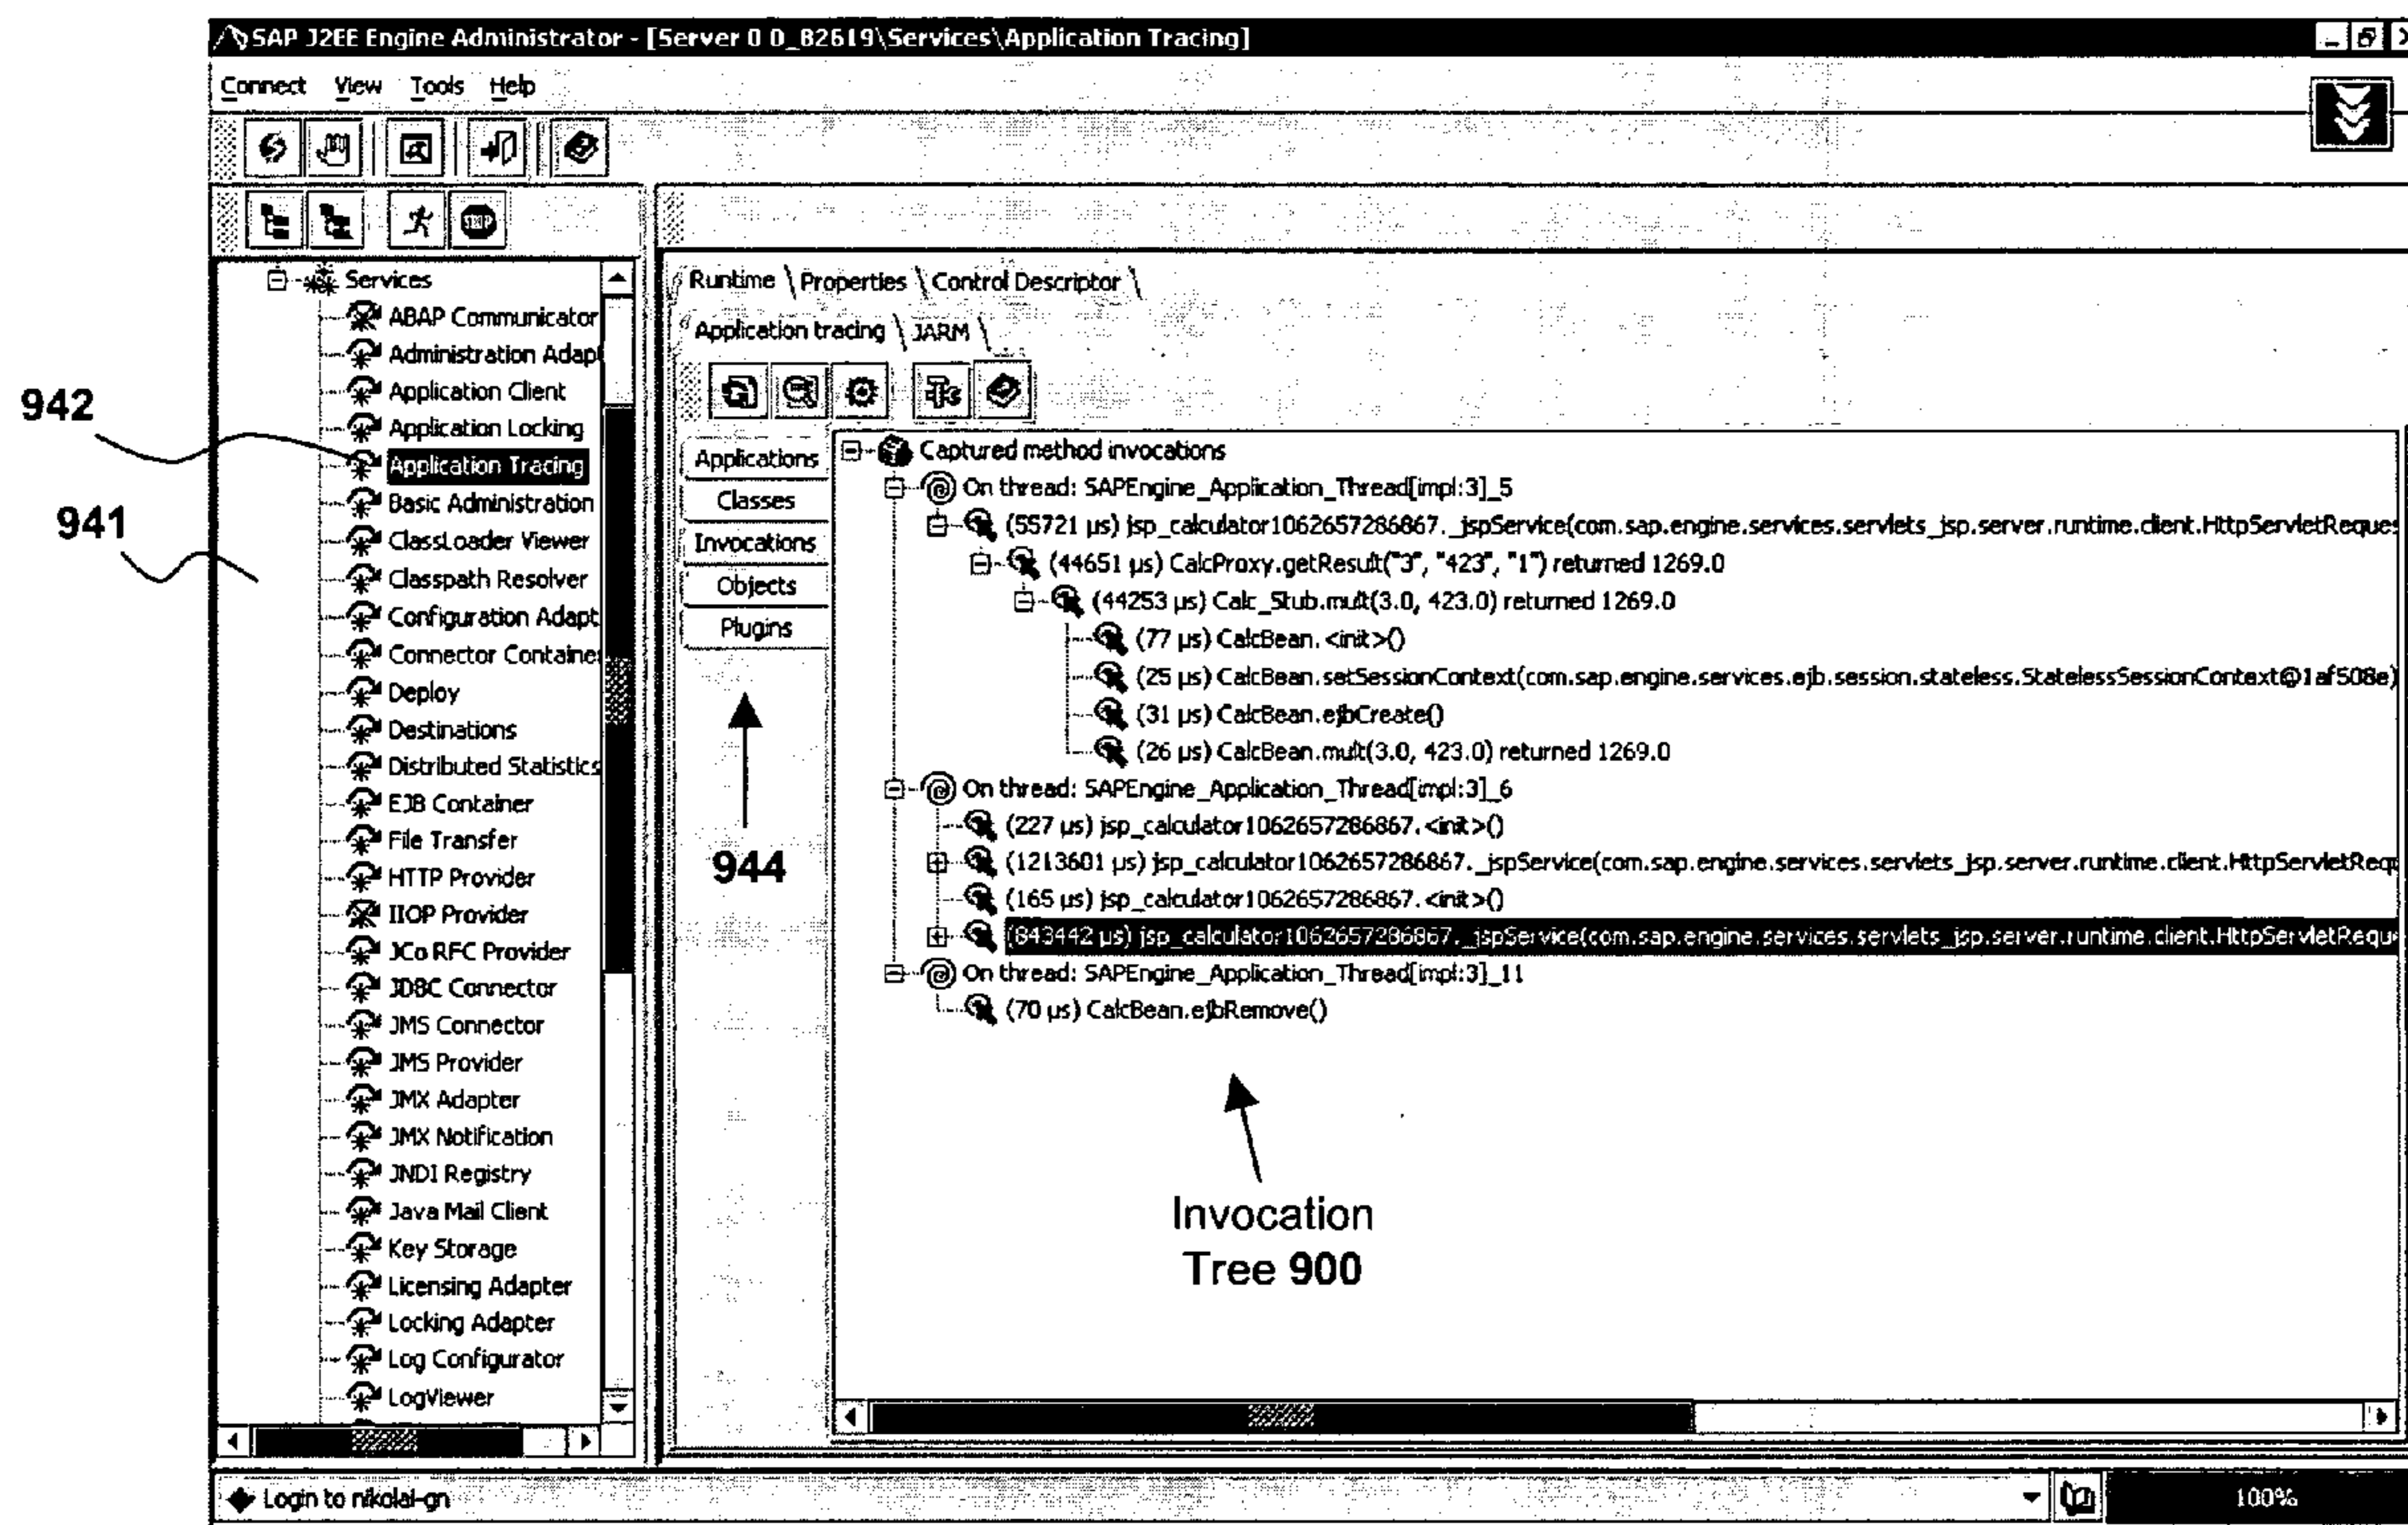 SAP J2EE Engine Administrator - [Server 0 0_82619\Services\Application Tracing]
Connect View Tools Help
Services
ABAP Communicator
Administration Adapt
Application Client
Application Locking
Application Tracing
Basic Administration
ClassLoader Viewer
Classpath Resolver
Configuration Adapt
Connector Container
Deploy
Destinations
Distributed Statistics
EJB Container
File Transfer
HTTP Provider
IIOP Provider
JCo RFC Provider
JDBC Connector
JMS Connector
JMS Provider
JMX Adapter
JMX Notification
JNDI Registry
Java Mail Client
Key Storage
Licensing Adapter
Locking Adapter
Log Configurator
LogViewer
942
941
Runtime Properties Control Descriptor
Application tracing JARM
Applications
Classes
Invocations
Objects
Plugins
944
Captured method invocations
On thread: SAPEngine_Application_Thread[impl:3]_5
(55721 µs) jsp_calculator1062657286867._jspService(com.sap.engine.services.servlets_jsp.server.runtime.client.HttpServletReques
(44651 µs) CalcProxy.getResult("3", "423", "1") returned 1269.0
(44253 µs) Calc_Stub.mult(3.0, 423.0) returned 1269.0
(77 µs) CalcBean.<init>()
(25 µs) CalcBean.setSessionContext(com.sap.engine.services.ejb.session.stateless.StatelessSessionContext@1af508e)
(31 µs) CalcBean.ejbCreate()
(26 µs) CalcBean.mult(3.0, 423.0) returned 1269.0
On thread: SAPEngine_Application_Thread[impl:3]_6
(227 µs) jsp_calculator1062657286867.<init>()
(1213601 µs) jsp_calculator1062657286867._jspService(com.sap.engine.services.servlets_jsp.server.runtime.client.HttpServletReq
(165 µs) jsp_calculator1062657286867.<init>()
(843442 µs) jsp_calculator1062657286867._jspService(com.sap.engine.services.servlets_jsp.server.runtime.client.HttpServletReque
On thread: SAPEngine_Application_Thread[impl:3]_11
(70 µs) CalcBean.ejbRemove()
Invocation
Tree 900
Login to nikolai-gn
100%